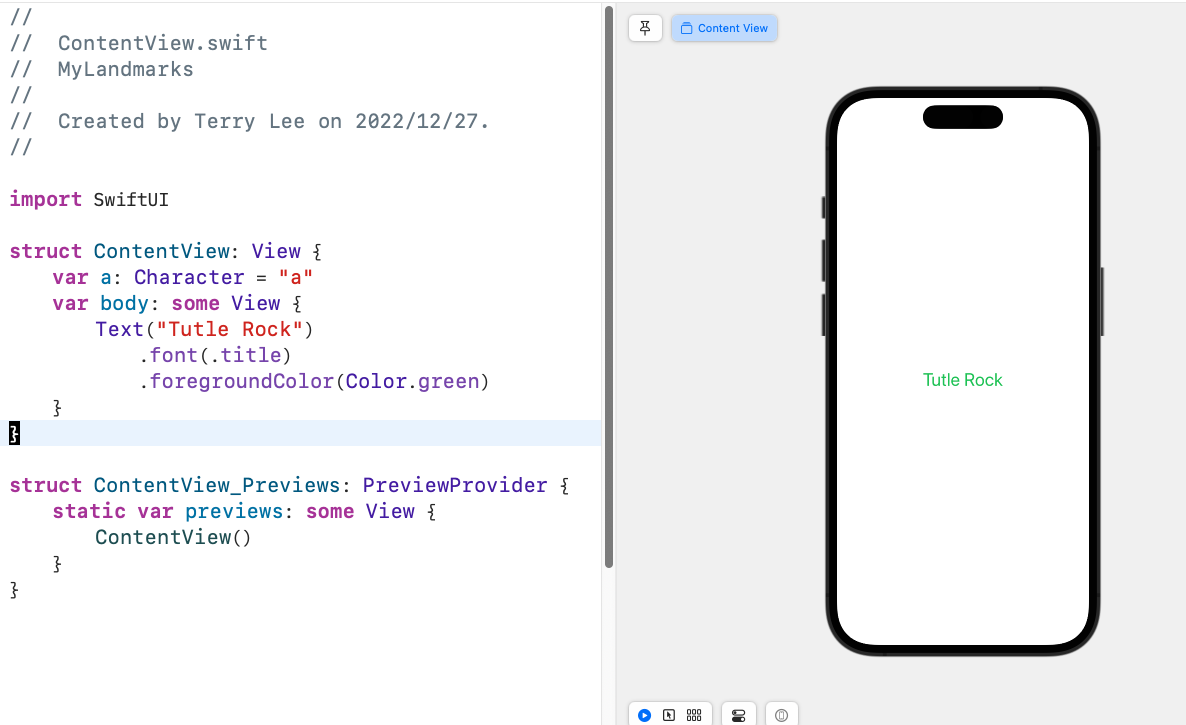 //
//  ContentView.swift
//  MyLandmarks
//
//  Created by Terry Lee on 2022/12/27.
//
import SwiftUI
struct ContentView: View {
    var a: Character = "a"
    var body: some View {
        Text("Tutle Rock")
            .font(.title)
            .foregroundColor(Color.green)
    }
}
struct ContentView_Previews: PreviewProvider {
    static var previews: some View {
        ContentView()
    }
}
Content View
Tutle Rock